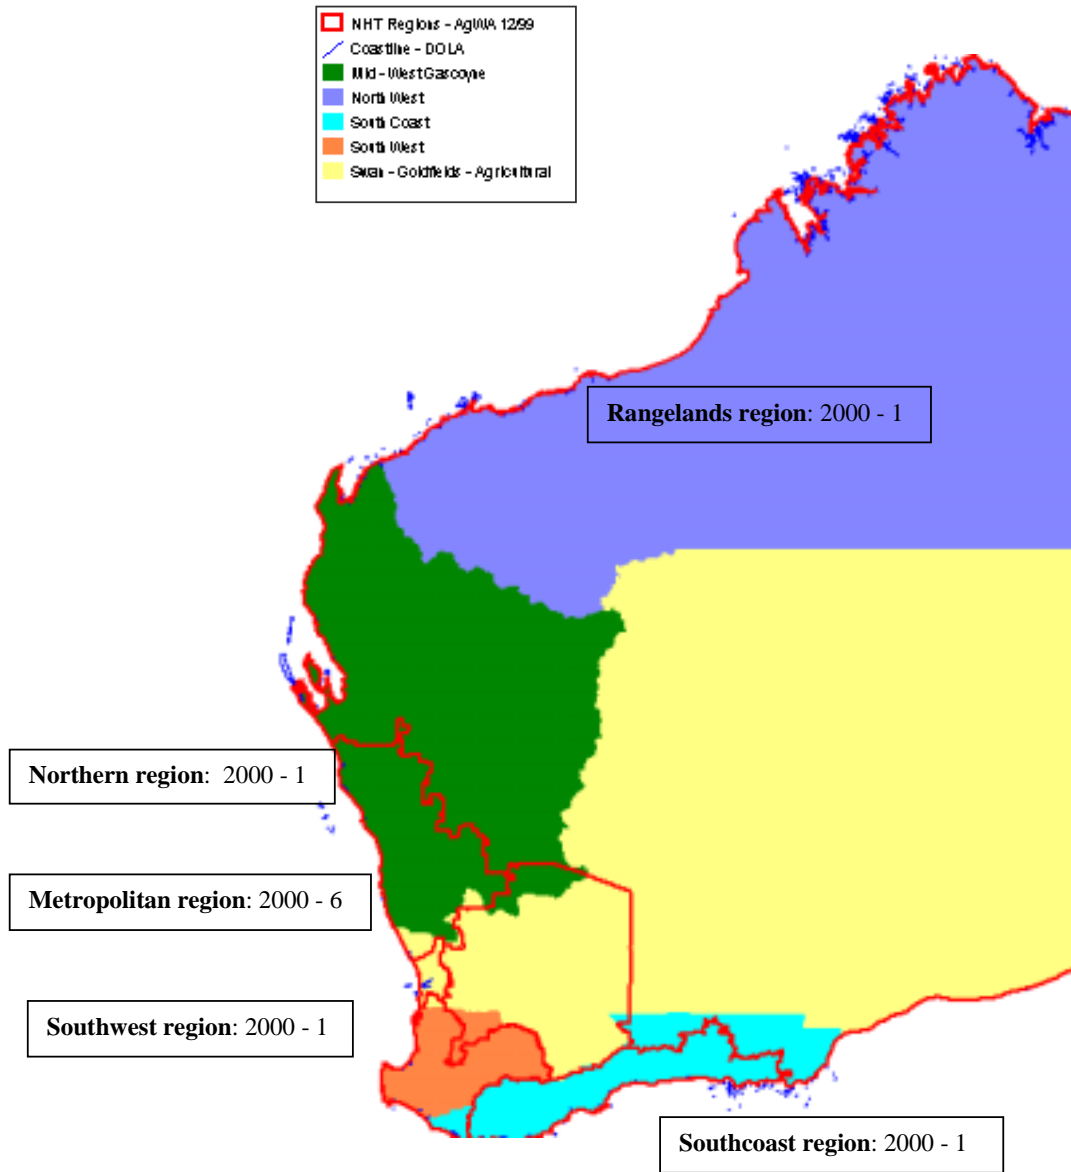 NHT Regions - AgWA 12/99
Coastline - DOLA
Mid - West Gascoyne
North West
South Coast
South West
Swan - Goldfields - Agricultural
Rangelands region: 2000 - 1
Northern region: 2000 - 1
Metropolitan region: 2000 - 6
Southwest region: 2000 - 1
Southcoast region: 2000 - 1